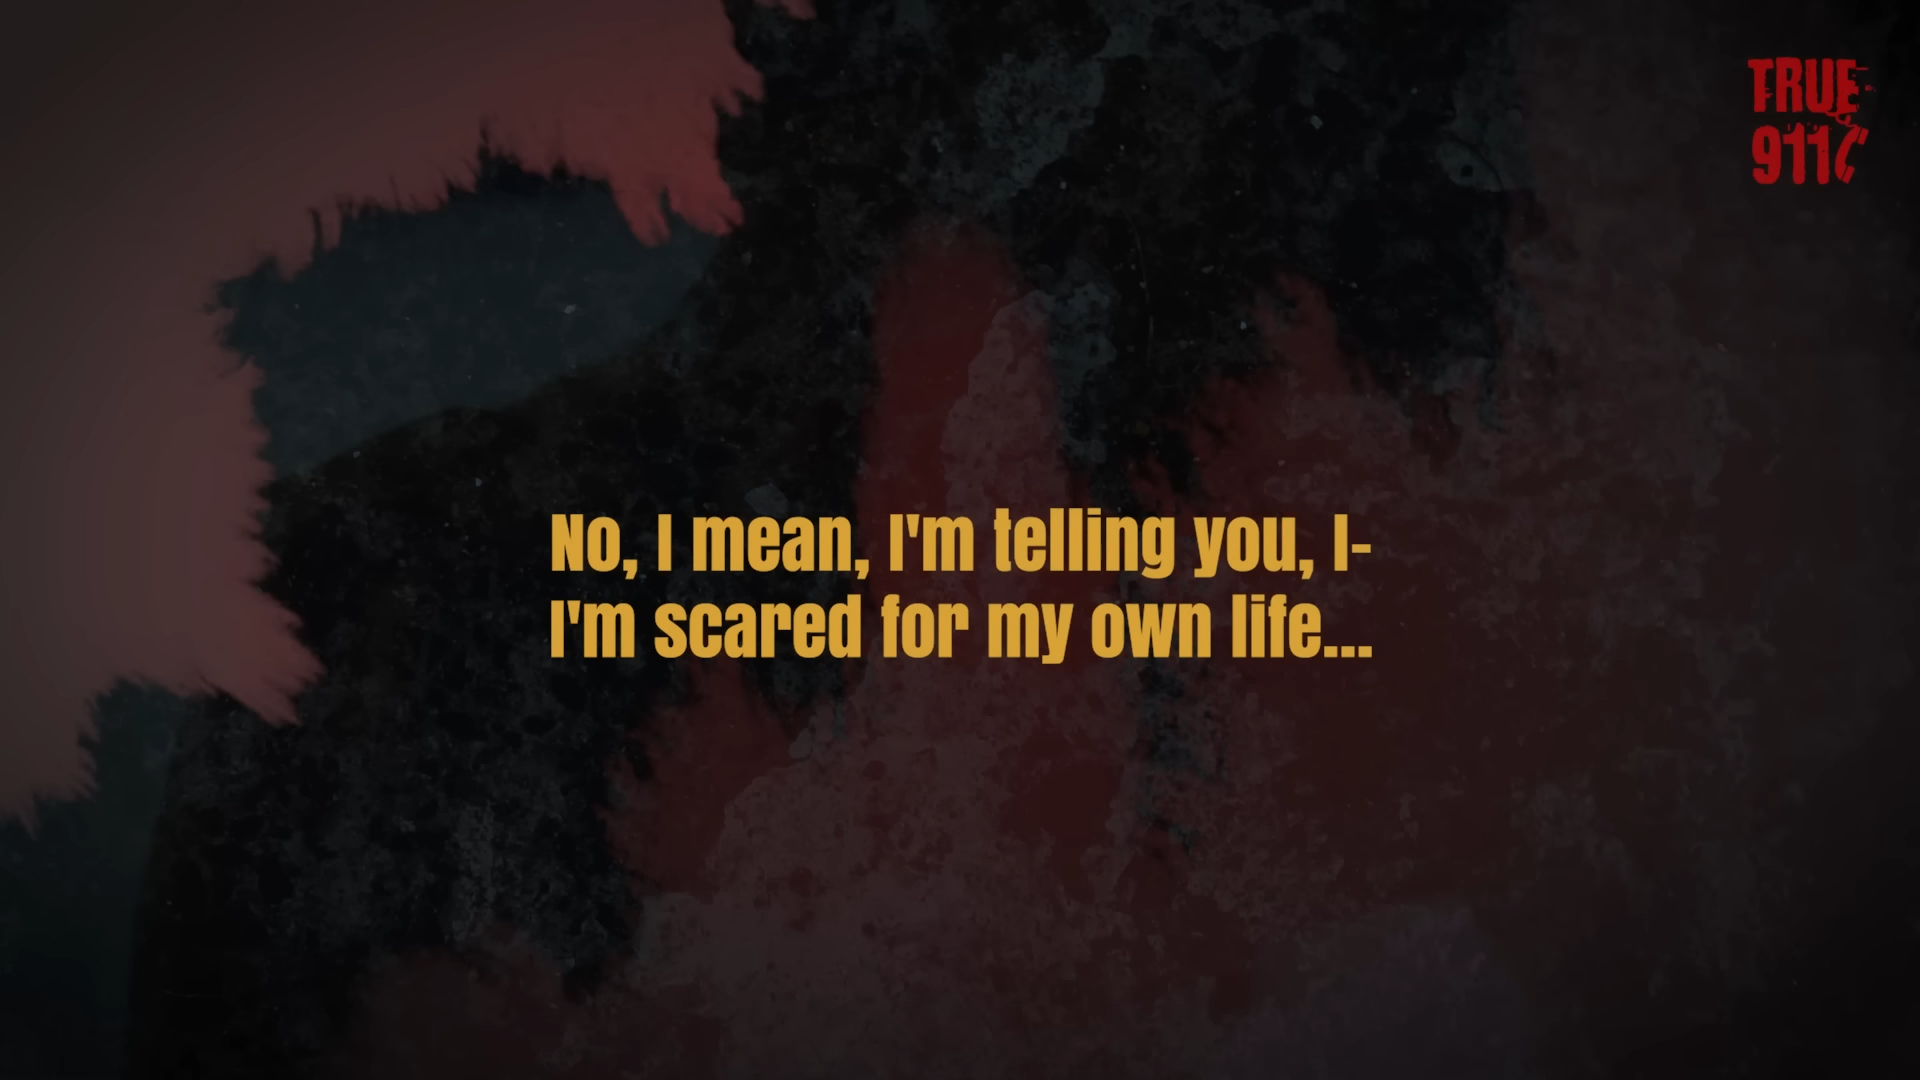 TRUE
911
No, I mean, I'm telling you, I-
I'm scared for my own life...